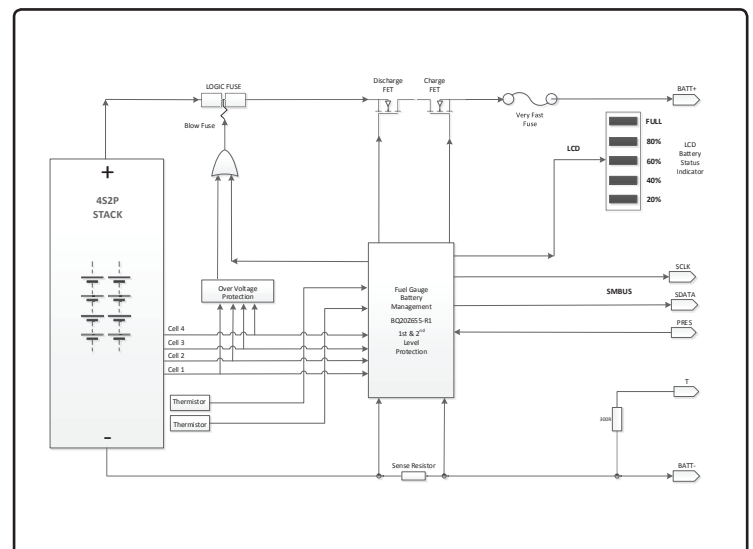 LOGIC FUSE
Blow Fuse
Discharge
FET
Charge
FET
Very Fast
Fuse
BATT+
FULL
80%
60%
40%
20%
LCD
LCD
Battery
Status
Indicator
+
4S2P
STACK
Over Voltage
Protection
Cell 4
Cell 3
Cell 2
Cell 1
Fuel Gauge
Battery
Management
BQ20Z655-R1
1st & 2nd
Level
Protection
SCLK
SMBUS
SDATA
PRES
Thermistor
Thermistor
T
300R
–
Sense Resistor
BATT-